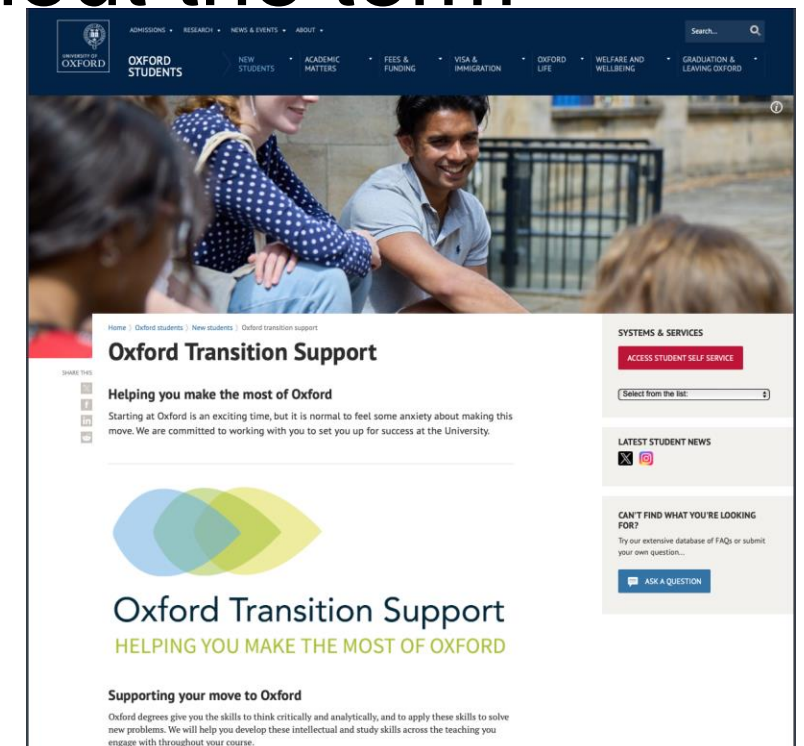 the term
ADMISSIONS RESEARCH NEWS & EVENTS ABOUT
Search...
UNIVERSITY OF
OXFORD
OXFORD
STUDENTS
NEW
STUDENTS
ACADEMIC
MATTERS
FEES &
FUNDING
VISA &
IMMIGRATION
OXFORD
LIFE
WELFARE AND
WELLBEING
GRADUATION &
LEAVING OXFORD
Home 〉 Oxford students 〉 New students 〉 Oxford transition support
Oxford Transition Support
SHARE THIS
Helping you make the most of Oxford
Starting at Oxford is an exciting time, but it is normal to feel some anxiety about making this
move. We are committed to working with you to set you up for success at the University.
Oxford Transition Support
HELPING YOU MAKE THE MOST OF OXFORD
Supporting your move to Oxford
Oxford degrees give you the skills to think critically and analytically, and to apply these skills to solve
new problems. We will help you develop these intellectual and study skills across the teaching you
engage with throughout your course.
SYSTEMS & SERVICES
ACCESS STUDENT SELF SERVICE
Select from the list:
LATEST STUDENT NEWS
CAN'T FIND WHAT YOU'RE LOOKING
FOR?
Try our extensive database of FAQs or submit
your own question...
ASK A QUESTION